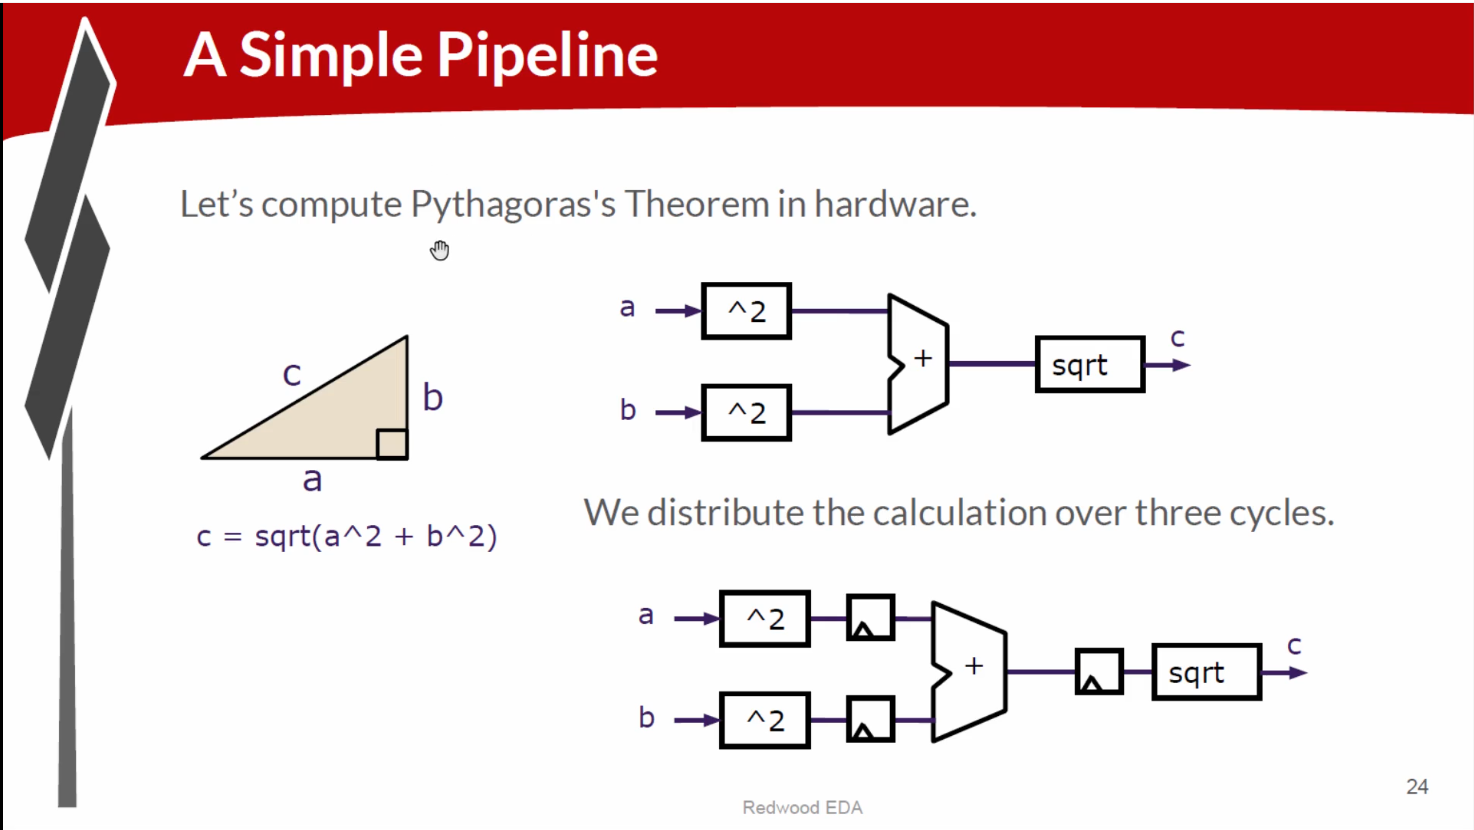 A Simple Pipeline
Let's compute Pythagoras's Theorem in hardware.
c
b
a
c = sqrt(a^2 + b^2)
a
^2
b
^2
+
sqrt
c
We distribute the calculation over three cycles.
a
^2
b
^2
+
sqrt
c
Redwood EDA
24